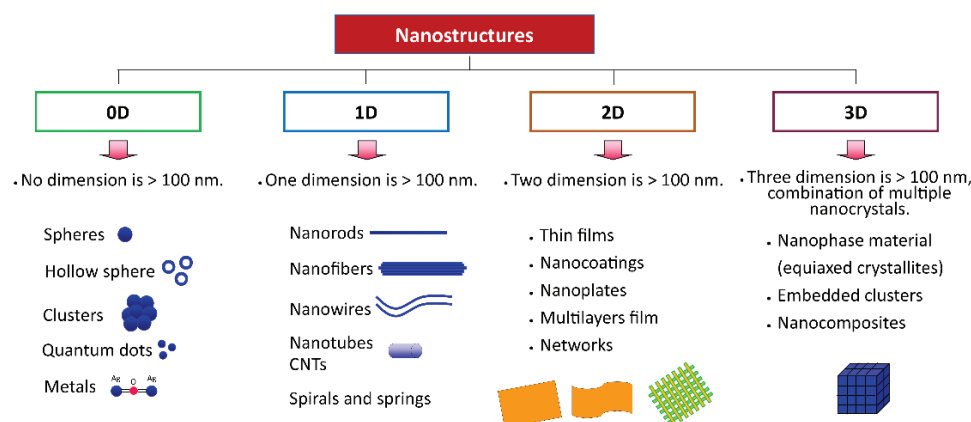 Nanostructures
0D
1D
2D
3D
. No dimension is > 100 nm.
Spheres
Hollow sphere
Clusters
Quantum dots
Metals
Ag O Ag
. One dimension is > 100 nm.
Nanorods
Nanofibers
Nanowires
Nanotubes
CNTs
Spirals and springs
. Two dimension is > 100 nm.
• Thin films
• Nanocoatings
• Nanoplates
• Multilayers film
• Networks
. Three dimension is > 100 nm,
combination of multiple
nanocrystals.
• Nanophase material
(equiaxed crystallites)
• Embedded clusters
• Nanocomposites